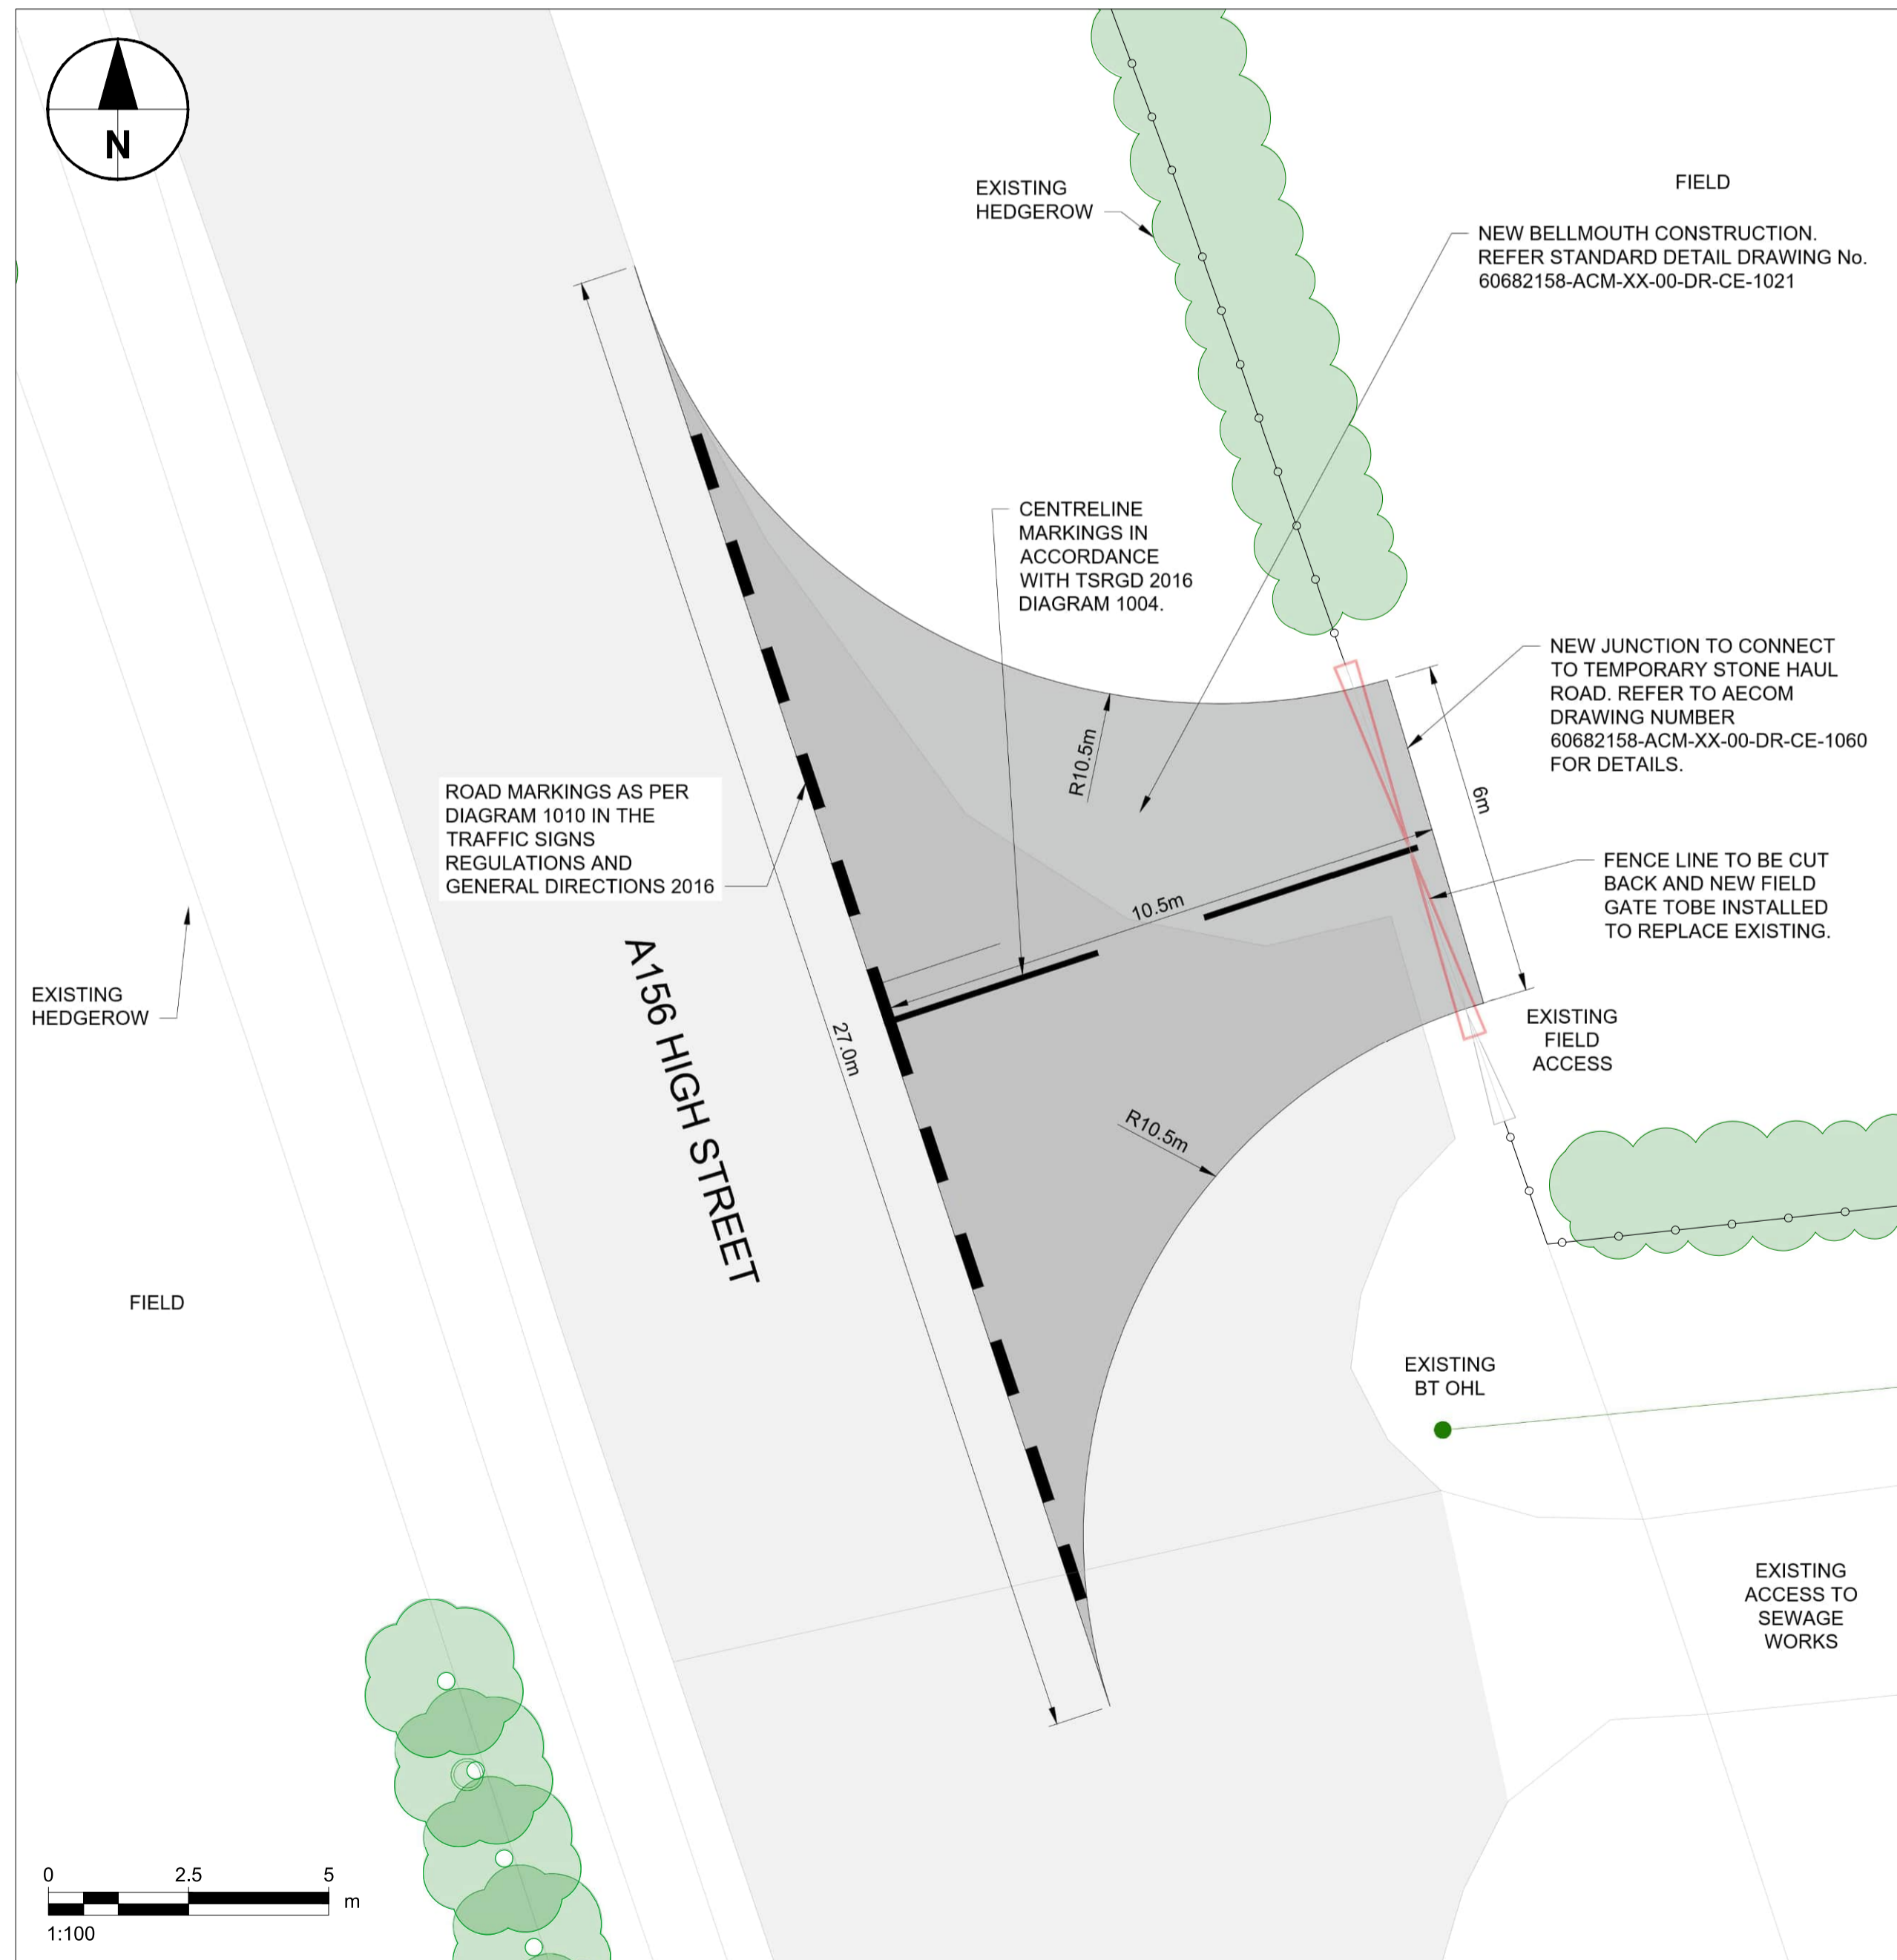 N
EXISTING
HEDGEROW
FIELD
NEW BELLMOUTH CONSTRUCTION.
REFER STANDARD DETAIL DRAWING No.
60682158-ACM-XX-00-DR-CE-1021
CENTRELINE
MARKINGS IN
ACCORDANCE
WITH TSRGD 2016
DIAGRAM 1004.
NEW JUNCTION TO CONNECT
TO TEMPORARY STONE HAUL
ROAD. REFER TO AECOM
DRAWING NUMBER
60682158-ACM-XX-00-DR-CE-1060
FOR DETAILS.
R10.5m
6m
ROAD MARKINGS AS PER
DIAGRAM 1010 IN THE
TRAFFIC SIGNS
REGULATIONS AND
GENERAL DIRECTIONS 2016
FENCE LINE TO BE CUT
BACK AND NEW FIELD
GATE TOBE INSTALLED
TO REPLACE EXISTING.
10.5m
A156 HIGH STREET
27.0m
EXISTING
HEDGEROW
EXISTING
FIELD
ACCESS
R10.5m
FIELD
EXISTING
BT OHL
EXISTING
ACCESS TO
SEWAGE
WORKS
0 2.5 5
m
1:100